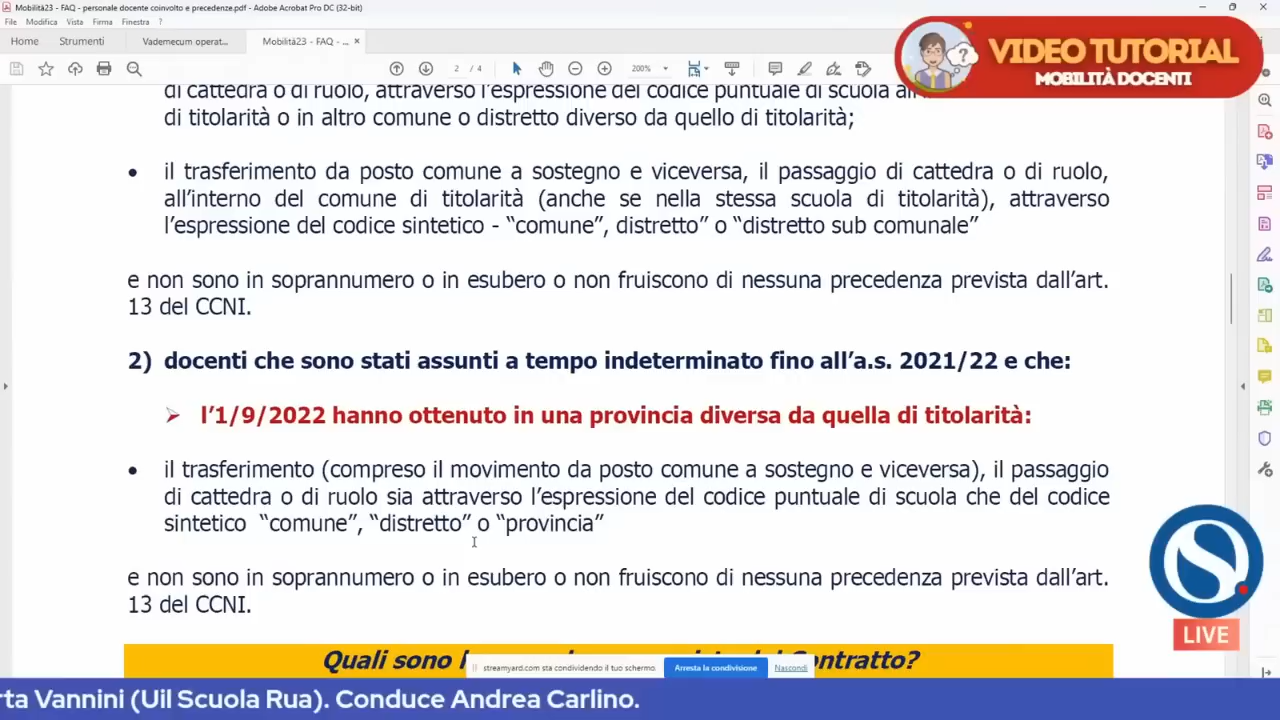 Mobilità23 - FAQ - personale docente coinvolto e precedenze.pdf - Adobe Acrobat Pro DC (32-bit)
File Modifica Vista Firma Finestra ?
Home Strumenti Vademecum operat... Mobilità23 - FAQ - ... ×
2 / 4 200%
VIDEO TUTORIAL
MOBILITÀ DOCENTI
di cattedra o di ruolo, attraverso l'espressione del codice puntuale di scuola
di titolarità o in altro comune o distretto diverso da quello di titolarità;
• il trasferimento da posto comune a sostegno e viceversa, il passaggio di cattedra o di ruolo,
all'interno del comune di titolarità (anche se nella stessa scuola di titolarità), attraverso
l'espressione del codice sintetico - "comune", distretto" o "distretto sub comunale"
e non sono in soprannumero o in esubero o non fruiscono di nessuna precedenza prevista dall'art.
13 del CCNI.
2) docenti che sono stati assunti a tempo indeterminato fino all'a.s. 2021/22 e che:
➢ l'1/9/2022 hanno ottenuto in una provincia diversa da quella di titolarità:
• il trasferimento (compreso il movimento da posto comune a sostegno e viceversa), il passaggio
di cattedra o di ruolo sia attraverso l'espressione del codice puntuale di scuola che del codice
sintetico "comune", "distretto" o "provincia"
e non sono in soprannumero o in esubero o non fruiscono di nessuna precedenza prevista dall'art.
13 del CCNI.
LIVE
Quali sono Contratto?
streamyard.com sta condividendo il tuo schermo. Arresta la condivisione Nascondi
rta Vannini (Uil Scuola Rua). Conduce Andrea Carlino.